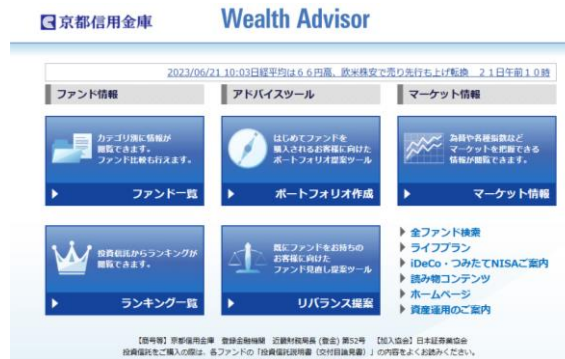 京都信用金庫
Wealth Advisor
2023/06/21 10:03日経平均は66円高、欧米株安で売り先行も上げ転換 21日午前10時
ファンド情報
アドバイスツール
マーケット情報
カテゴリ別に情報が
閲覧できます。
ファンド比較も行えます。
ファンド一覧
はじめてファンドを
購入されるお客様に向けた
ポートフォリオ提案ツール
ポートフォリオ作成
為替や各種指数など
マーケットを把握できる
情報が閲覧できます。
マーケット情報
投資信託からランキングが
閲覧できます。
ランキング一覧
既にファンドをお持ちの
お客様に向けた
ファンド見直し提案ツール
リバランス提案
全ファンド検索
ライフプラン
iDeCo・つみたてNISAご案内
読み物コンテンツ
ホームページ
資産運用のご案内
【商号等】京都信用金庫 登録金融機関 近畿財務局長(登金)第52号 【加入協会】日本証券業協会
投資信託をご購入の際は、各ファンドの「投資信託説明書(交付目論見書)」の内容をよくお読みください。